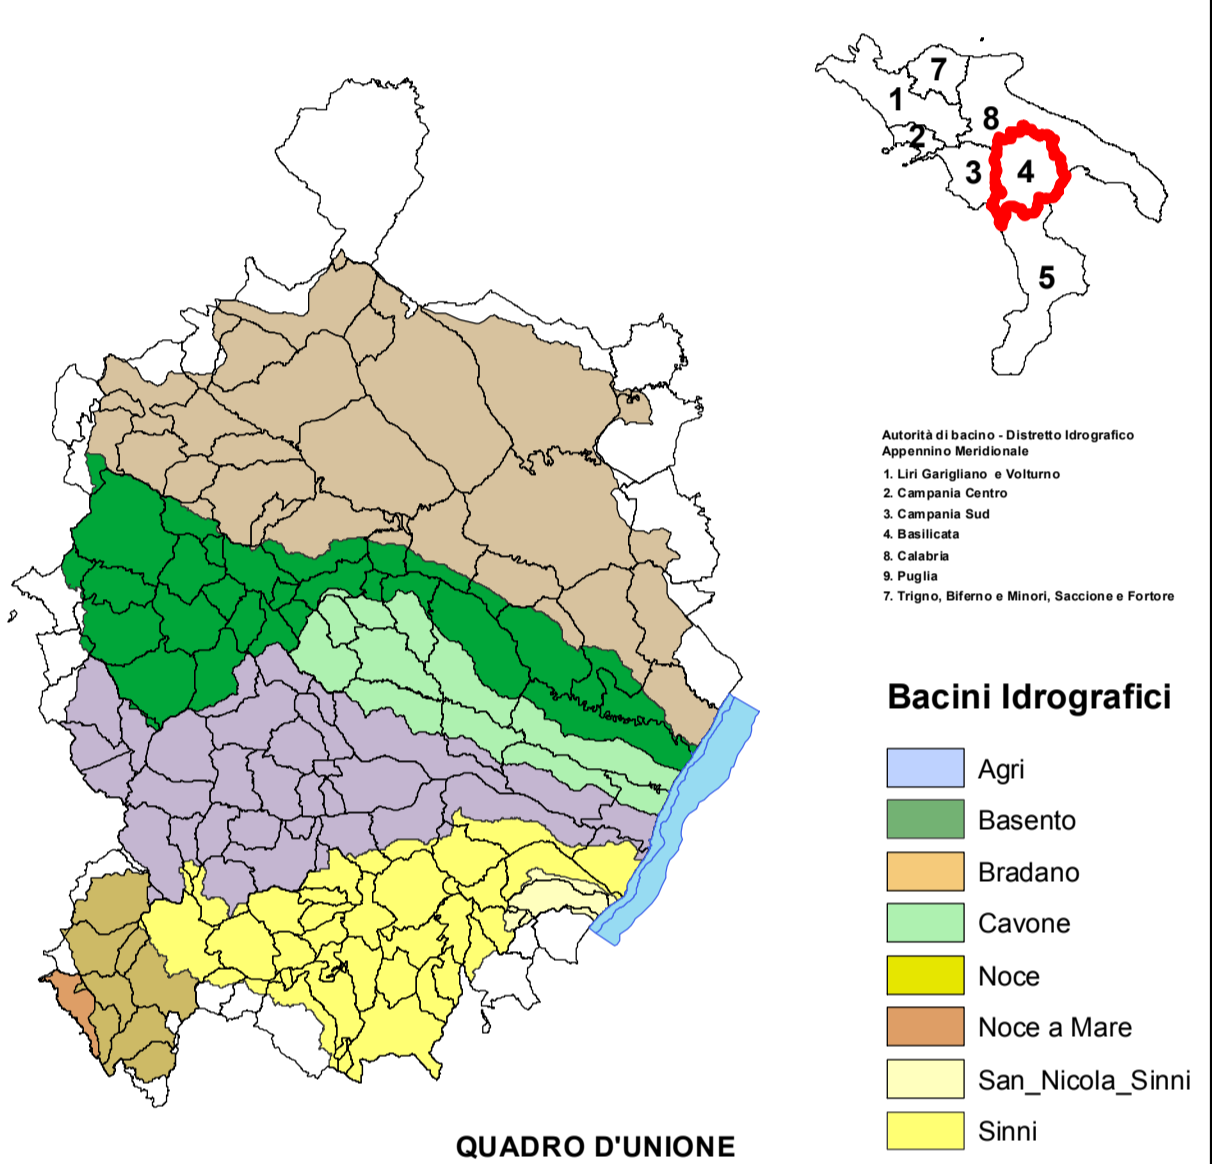 7
1
8
2
3
4
5
Autorità di bacino - Distretto Idrografico
Appennino Meridionale
1. Liri Garigliano e Volturno
2. Campania Centro
3. Campania Sud
4. Basilicata
8. Calabria
9. Puglia
7. Trigno, Biferno e Minori, Saccione e Fortore
Bacini Idrografici
Agri
Basento
Bradano
Cavone
Noce
Noce a Mare
San_Nicola_Sinni
Sinni
QUADRO D'UNIONE